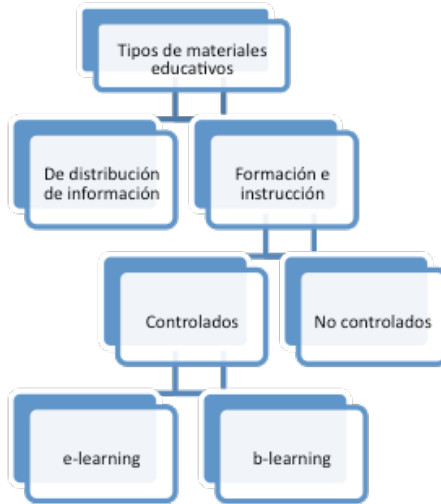 Tipos de materiales
educativos
De distribución
de información
Formación e
instrucción
Controlados
No controlados
e-learning
b-learning